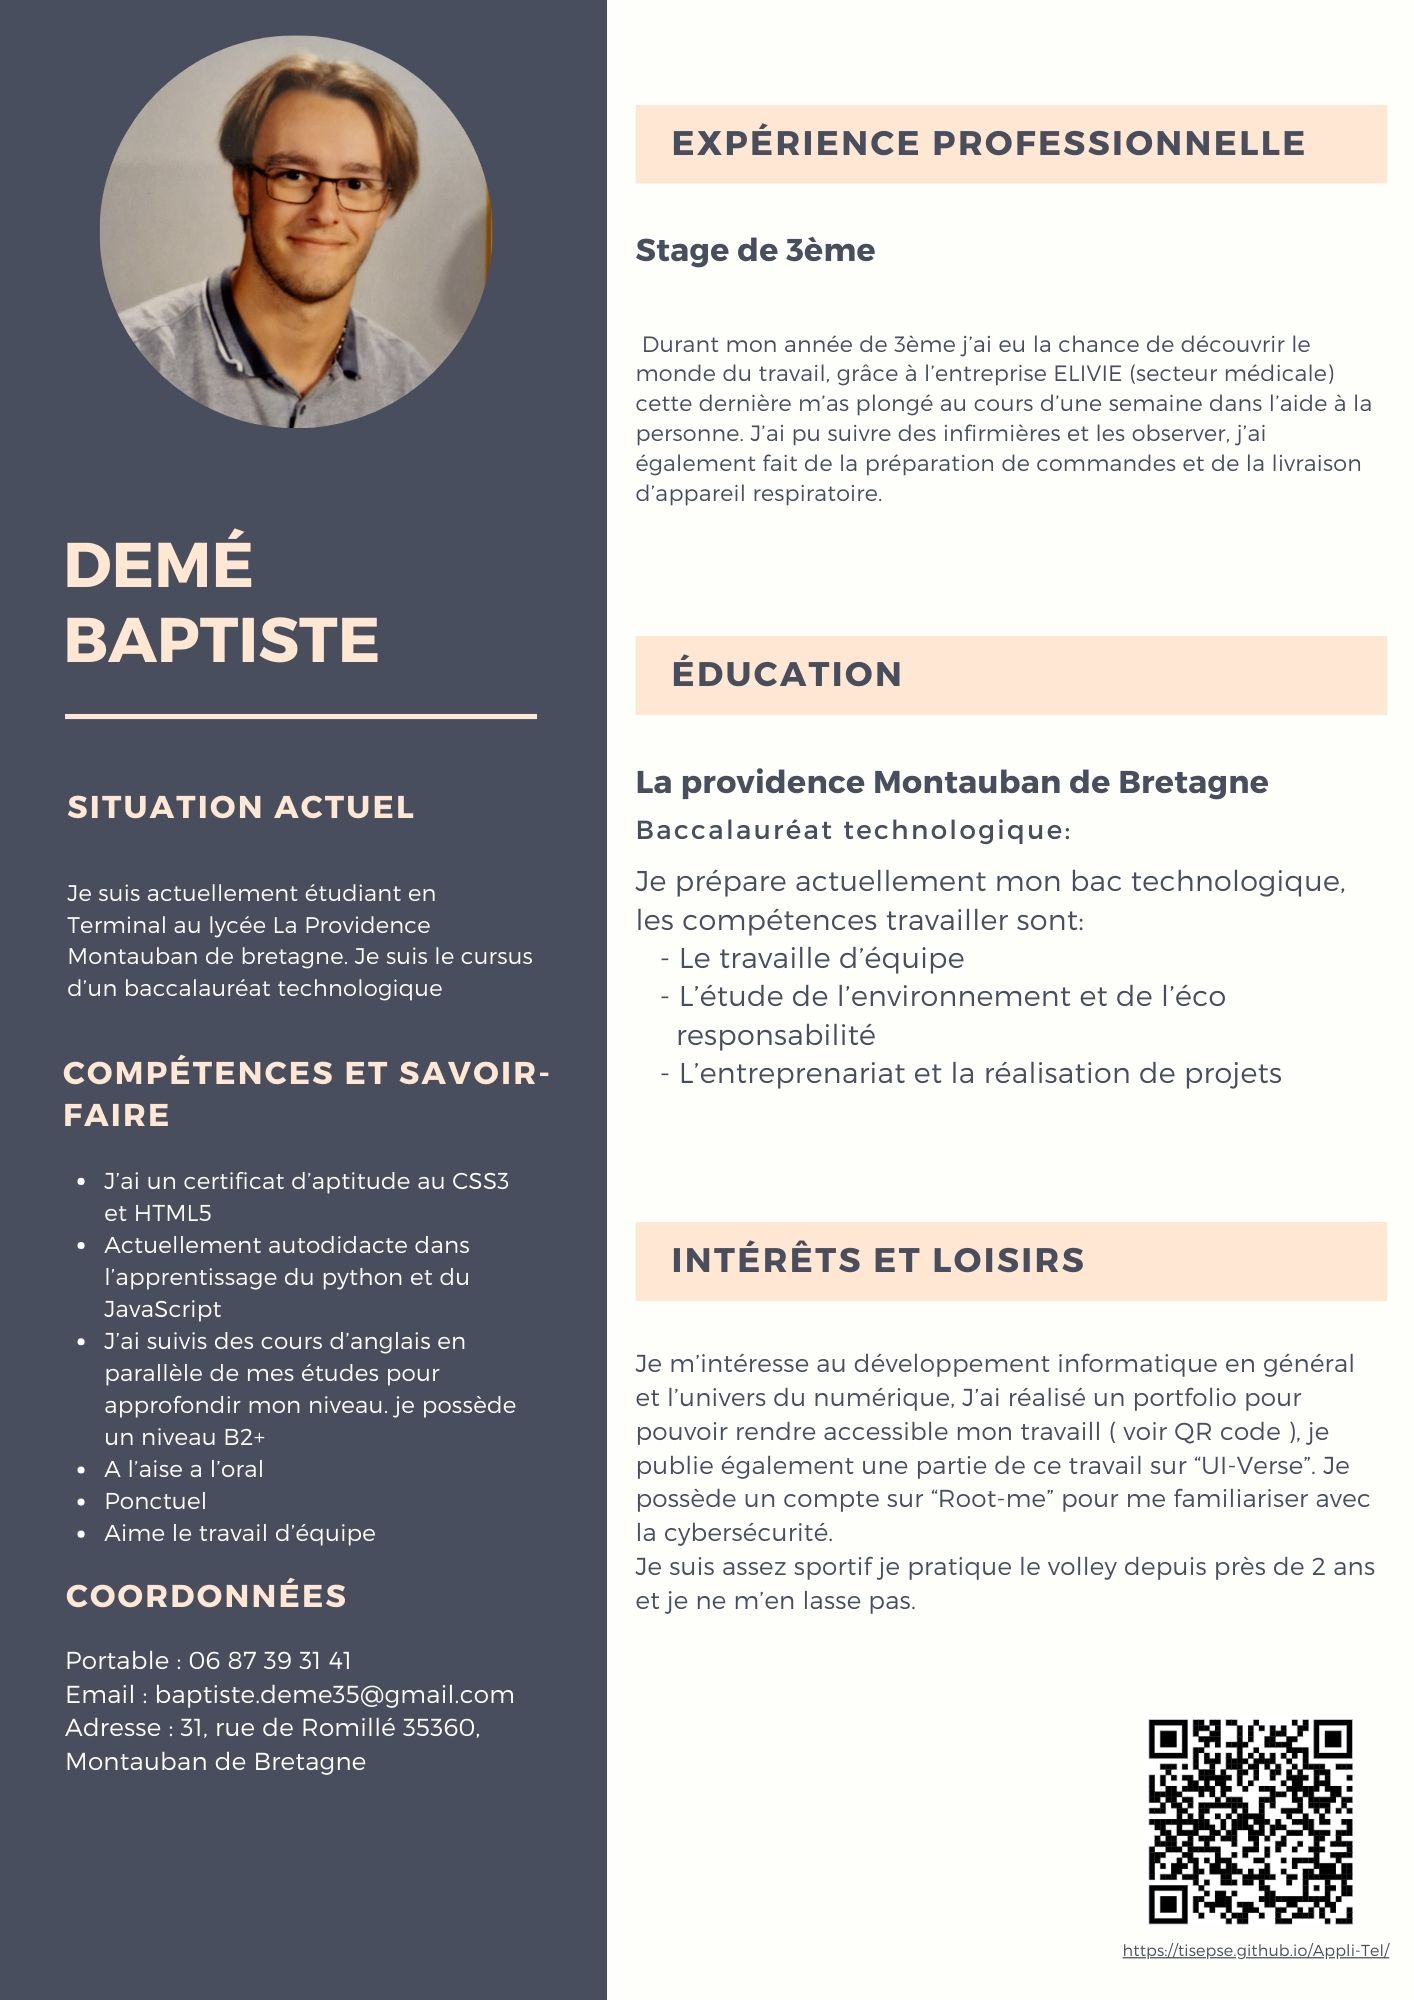 DEMÉ
BAPTISTE
SITUATION ACTUEL
Je suis actuellement étudiant en
Terminal au lycée La Providence
Montauban de bretagne. Je suis le cursus
d’un baccalauréat technologique
COMPÉTENCES ET SAVOIR-
FAIRE
• J’ai un certificat d’aptitude au CSS3
et HTML5
• Actuellement autodidacte dans
l’apprentissage du python et du
JavaScript
• J’ai suivis des cours d’anglais en
parallèle de mes études pour
approfondir mon niveau. je possède
un niveau B2+
• A l’aise a l’oral
• Ponctuel
• Aime le travail d’équipe
COORDONNÉES
Portable : 06 87 39 31 41
Email : baptiste.deme35@gmail.com
Adresse : 31, rue de Romillé 35360,
Montauban de Bretagne
EXPÉRIENCE PROFESSIONNELLE
Stage de 3ème
Durant mon année de 3ème j’ai eu la chance de découvrir le
monde du travail, grâce à l’entreprise ELIVIE (secteur médicale)
cette dernière m’as plongé au cours d’une semaine dans l’aide à la
personne. J’ai pu suivre des infirmières et les observer, j’ai
également fait de la préparation de commandes et de la livraison
d’appareil respiratoire.
ÉDUCATION
La providence Montauban de Bretagne
Baccalauréat technologique:
Je prépare actuellement mon bac technologique,
les compétences travailler sont:
- Le travaille d’équipe
- L’étude de l’environnement et de l’éco
responsabilité
- L’entreprenariat et la réalisation de projets
INTÉRÊTS ET LOISIRS
Je m’intéresse au développement informatique en général
et l’univers du numérique, J’ai réalisé un portfolio pour
pouvoir rendre accessible mon travaill ( voir QR code ), je
publie également une partie de ce travail sur “UI-Verse”. Je
possède un compte sur “Root-me” pour me familiariser avec
la cybersécurité.
Je suis assez sportif je pratique le volley depuis près de 2 ans
et je ne m’en lasse pas.
https://tisepse.github.io/Appli-Tel/